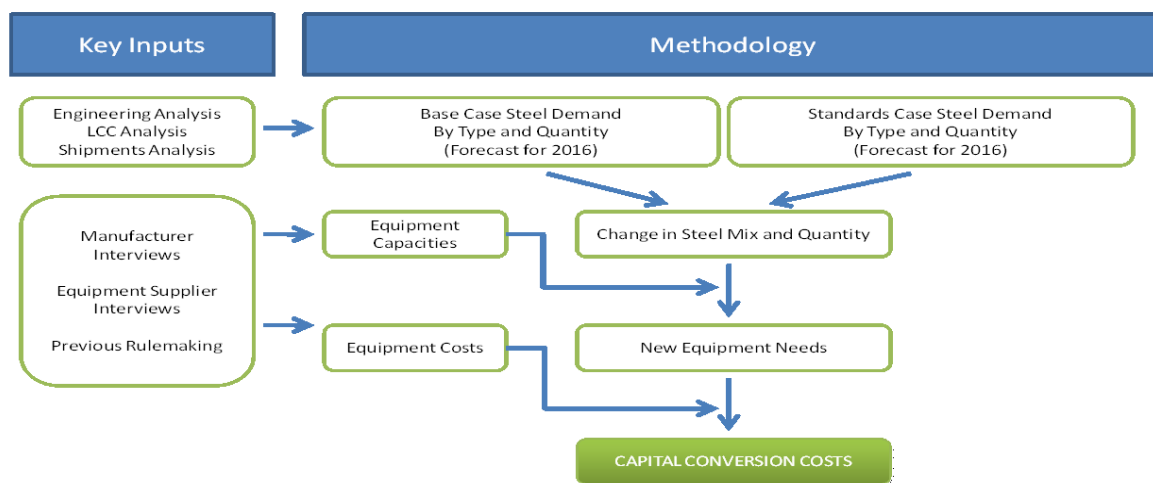 Key Inputs
Methodology
Engineering Analysis
LCC Analysis
Shipments Analysis
Base Case Steel Demand
By Type and Quantity
(Forecast for 2016)
Standards Case Steel Demand
By Type and Quantity
(Forecast for 2016)
Manufacturer
Interviews
Equipment Supplier
Interviews
Previous Rulemaking
Equipment
Capacities
Change in Steel Mix and Quantity
Equipment Costs
New Equipment Needs
CAPITAL CONVERSION COSTS